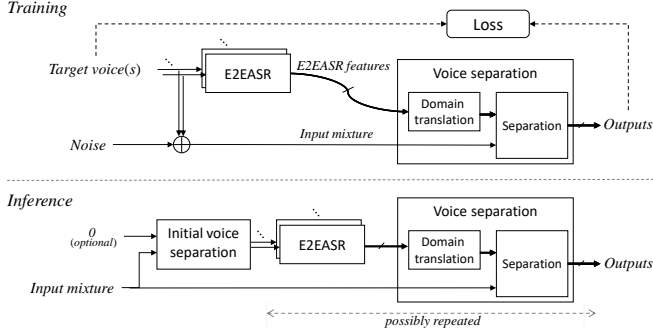 Training
Loss
Target voice(s)
E2EASR
E2EASR features
Voice separation
Domain
translation
Separation
Outputs
Input mixture
Noise
Inference
0
(optional)
Initial voice
separation
E2EASR
Voice separation
Domain
translation
Separation
Outputs
Input mixture
possibly repeated